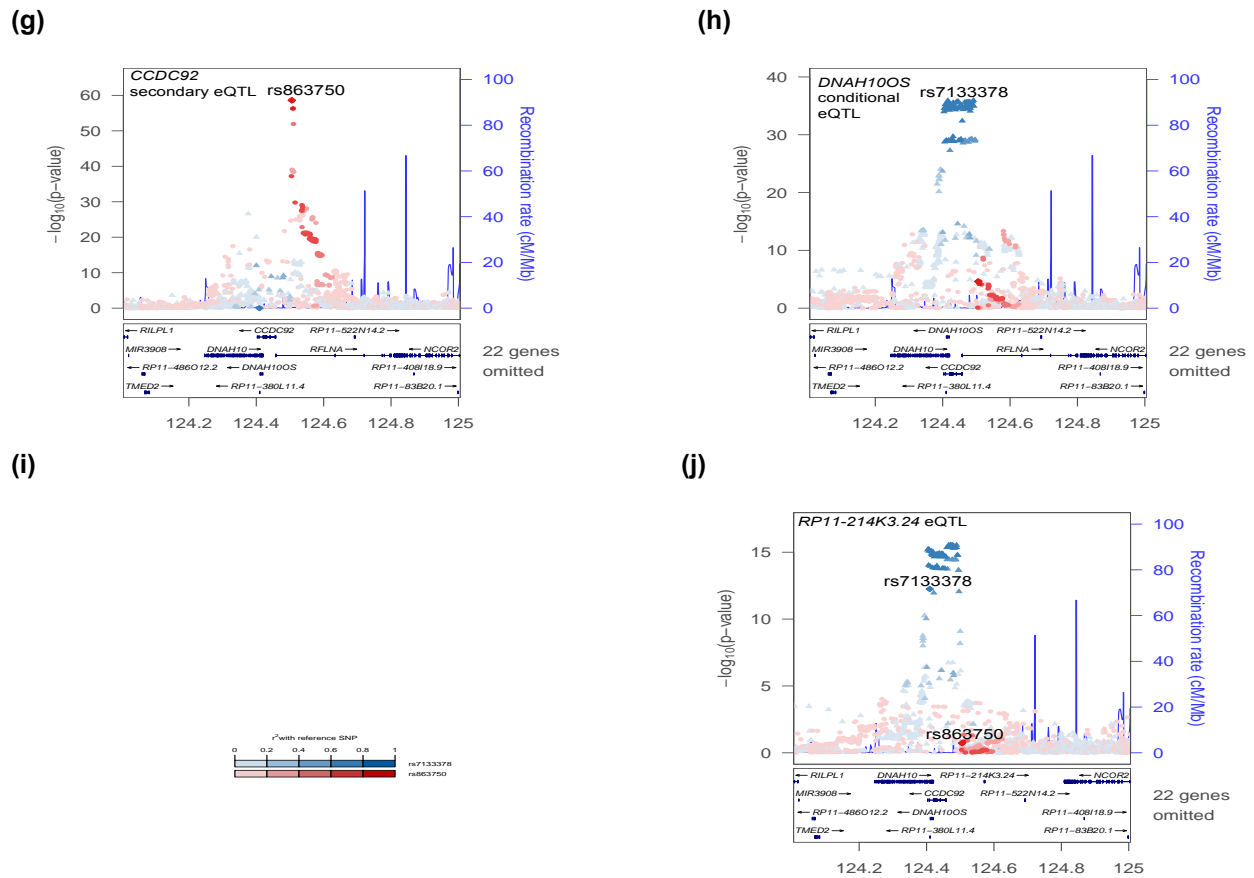 (g)
CCDC92
secondary eQTL
rs863750
60
50
40
30
20
10
0
−log10(p−value)
100
80
60
40
20
0
Recombination rate (cM/Mb)
← RILPL1
← CCDC92
RP11−522N14.2 →
MIR3908 →
DNAH10 →
RFLNA →
← NCOR2
← RP11−486O12.2
← DNAH10OS
← RP11−408I18.9
TMED2 →
← RP11−380L11.4
RP11−83B20.1 →
22 genes
omitted
124.2
124.4
124.6
124.8
125
(h)
DNAH10OS
conditional
eQTL
rs7133378
40
30
20
10
0
−log10(p−value)
100
80
60
40
20
0
Recombination rate (cM/Mb)
← RILPL1
← DNAH10OS
RP11−522N14.2 →
MIR3908 →
DNAH10 →
RFLNA →
← NCOR2
← RP11−486O12.2
← CCDC92
← RP11−408I18.9
TMED2 →
← RP11−380L11.4
RP11−83B20.1 →
22 genes
omitted
124.2
124.4
124.6
124.8
125
(i)
r2with reference SNP
0 0.2 0.4 0.6 0.8 1
rs7133378
rs863750
(j)
RP11−214K3.24 eQTL
rs7133378
rs863750
15
10
5
0
−log10(p−value)
100
80
60
40
20
0
Recombination rate (cM/Mb)
← RILPL1
DNAH10 →
RP11−214K3.24 →
← NCOR2
MIR3908 →
← CCDC92
RP11−522N14.2 →
← RP11−486O12.2
← DNAH10OS
← RP11−408I18.9
TMED2 →
← RP11−380L11.4
RP11−83B20.1 →
22 genes
omitted
124.2
124.4
124.6
124.8
125